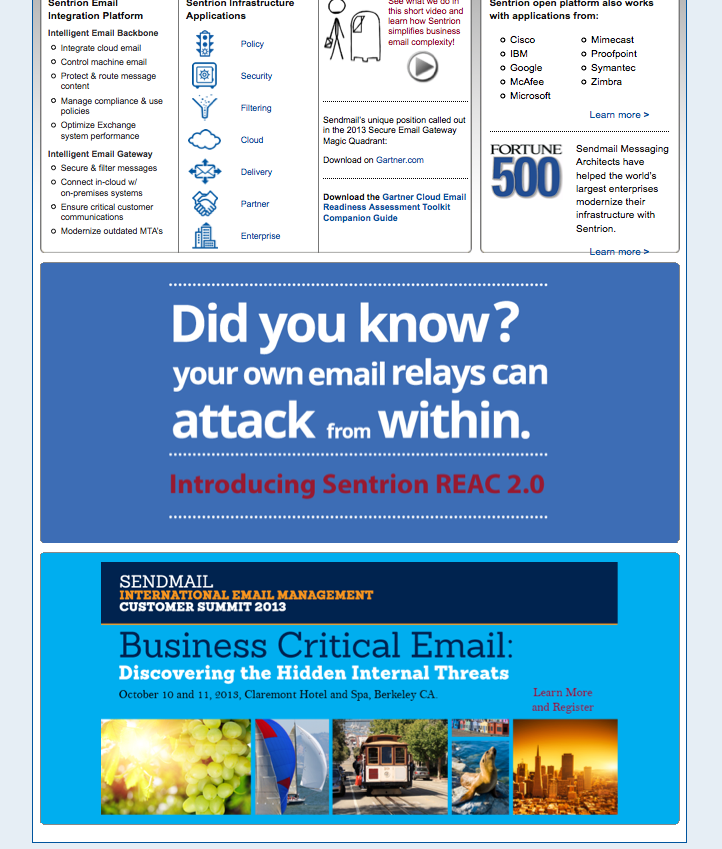 Sentrion Email
Integration Platform
Intelligent Email Backbone
Integrate cloud email
Control machine email
Protect & route message
content
Manage compliance & use
policies
Optimize Exchange
system performance
Intelligent Email Gateway
Secure & filter messages
Connect in-cloud w/
on-premises systems
Ensure critical customer
communications
Modernize outdated MTA's
Sentrion Infrastructure
Applications
Policy
Security
Filtering
Cloud
Delivery
Partner
Enterprise
See what we do in
this short video and
learn how Sentrion
simplifies business
email complexity!
Sendmail's unique position called out
in the 2013 Secure Email Gateway
Magic Quadrant:
Download on Gartner.com
Download the Gartner Cloud Email
Readiness Assessment Toolkit
Companion Guide
Sentrion open platform also works
with applications from:
Cisco
IBM
Google
McAfee
Microsoft
Mimecast
Proofpoint
Symantec
Zimbra
Learn more >
FORTUNE
500
Sendmail Messaging
Architects have
helped the world's
largest enterprises
modernize their
infrastructure with
Sentrion.
Learn more >
Did you know?
your own email relays can
attack from within.
Introducing Sentrion REAC 2.0
SENDMAIL
INTERNATIONAL EMAIL MANAGEMENT
CUSTOMER SUMMIT 2013
Business Critical Email:
Discovering the Hidden Internal Threats
October 10 and 11, 2013, Claremont Hotel and Spa, Berkeley CA.
Learn More
and Register